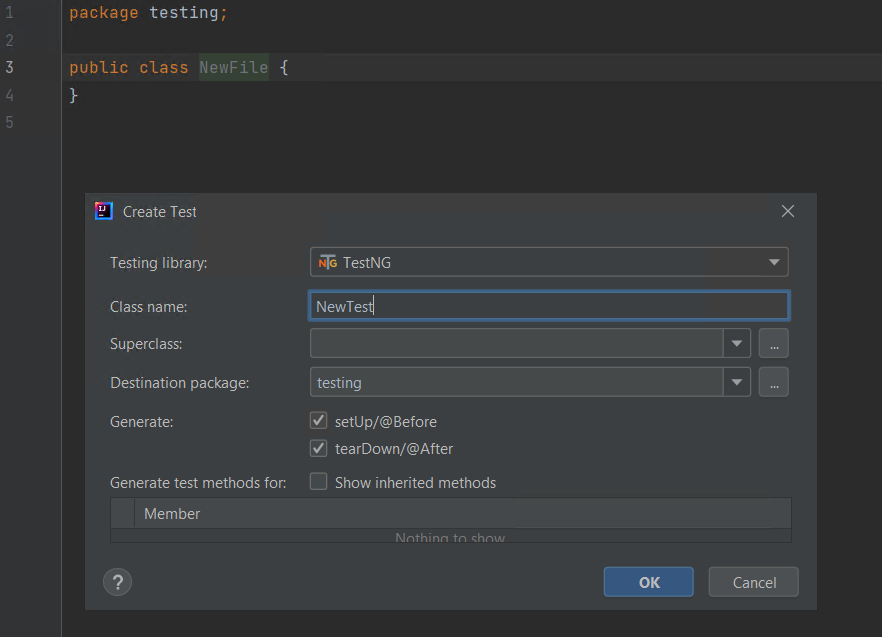 1 package testing;
2
3 public class NewFile {
4 }
5
IJ Create Test
Testing library: NTG TestNG
Class name: NewTest
Superclass: ...
Destination package: testing ...
Generate: setUp/@Before
tearDown/@After
Generate test methods for: Show inherited methods
Member
Nothing to show
? OK Cancel